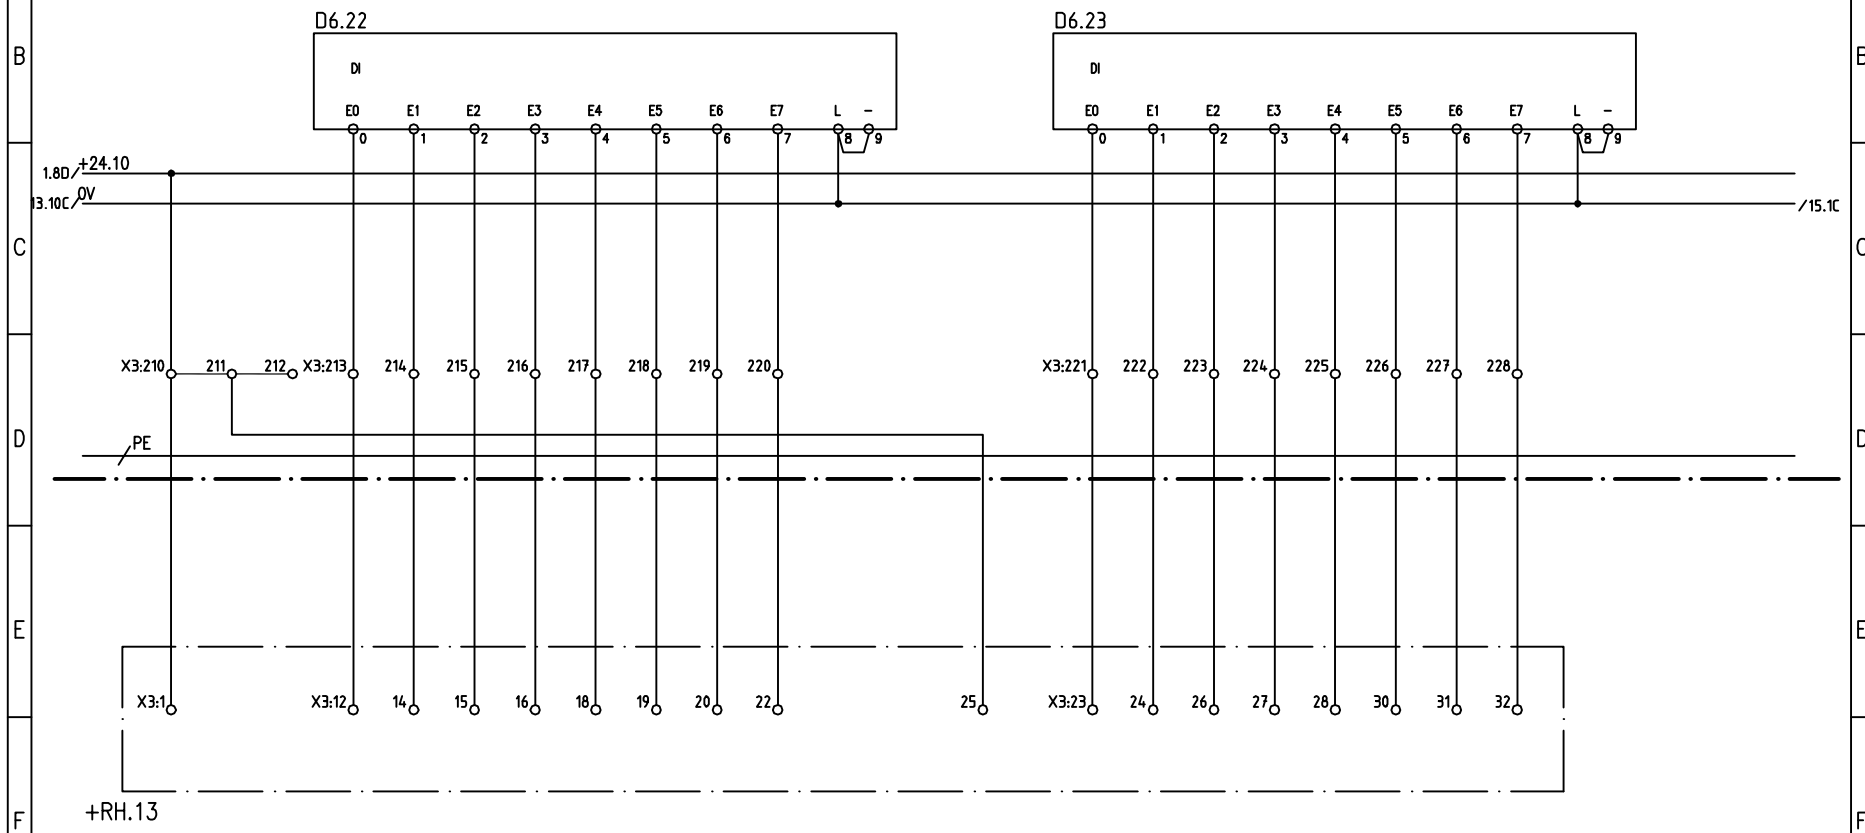 D6.22 D6.23
B B
DI DI
E0 E1 E2 E3 E4 E5 E6 E7 L - E0 E1 E2 E3 E4 E5 E6 E7 L -
0 1 2 3 4 5 6 7 8 9 0 1 2 3 4 5 6 7 8 9
1.8D/ +24.10
13.10C/ 0V /15.1C
C C
X3:210 211 212 X3:213 214 215 216 217 218 219 220 X3:221 222 223 224 225 226 227 228
D PE D
E E
X3:1 X3:12 14 15 16 18 19 20 22 25 X3:23 24 26 27 28 30 31 32
+RH.13
F F